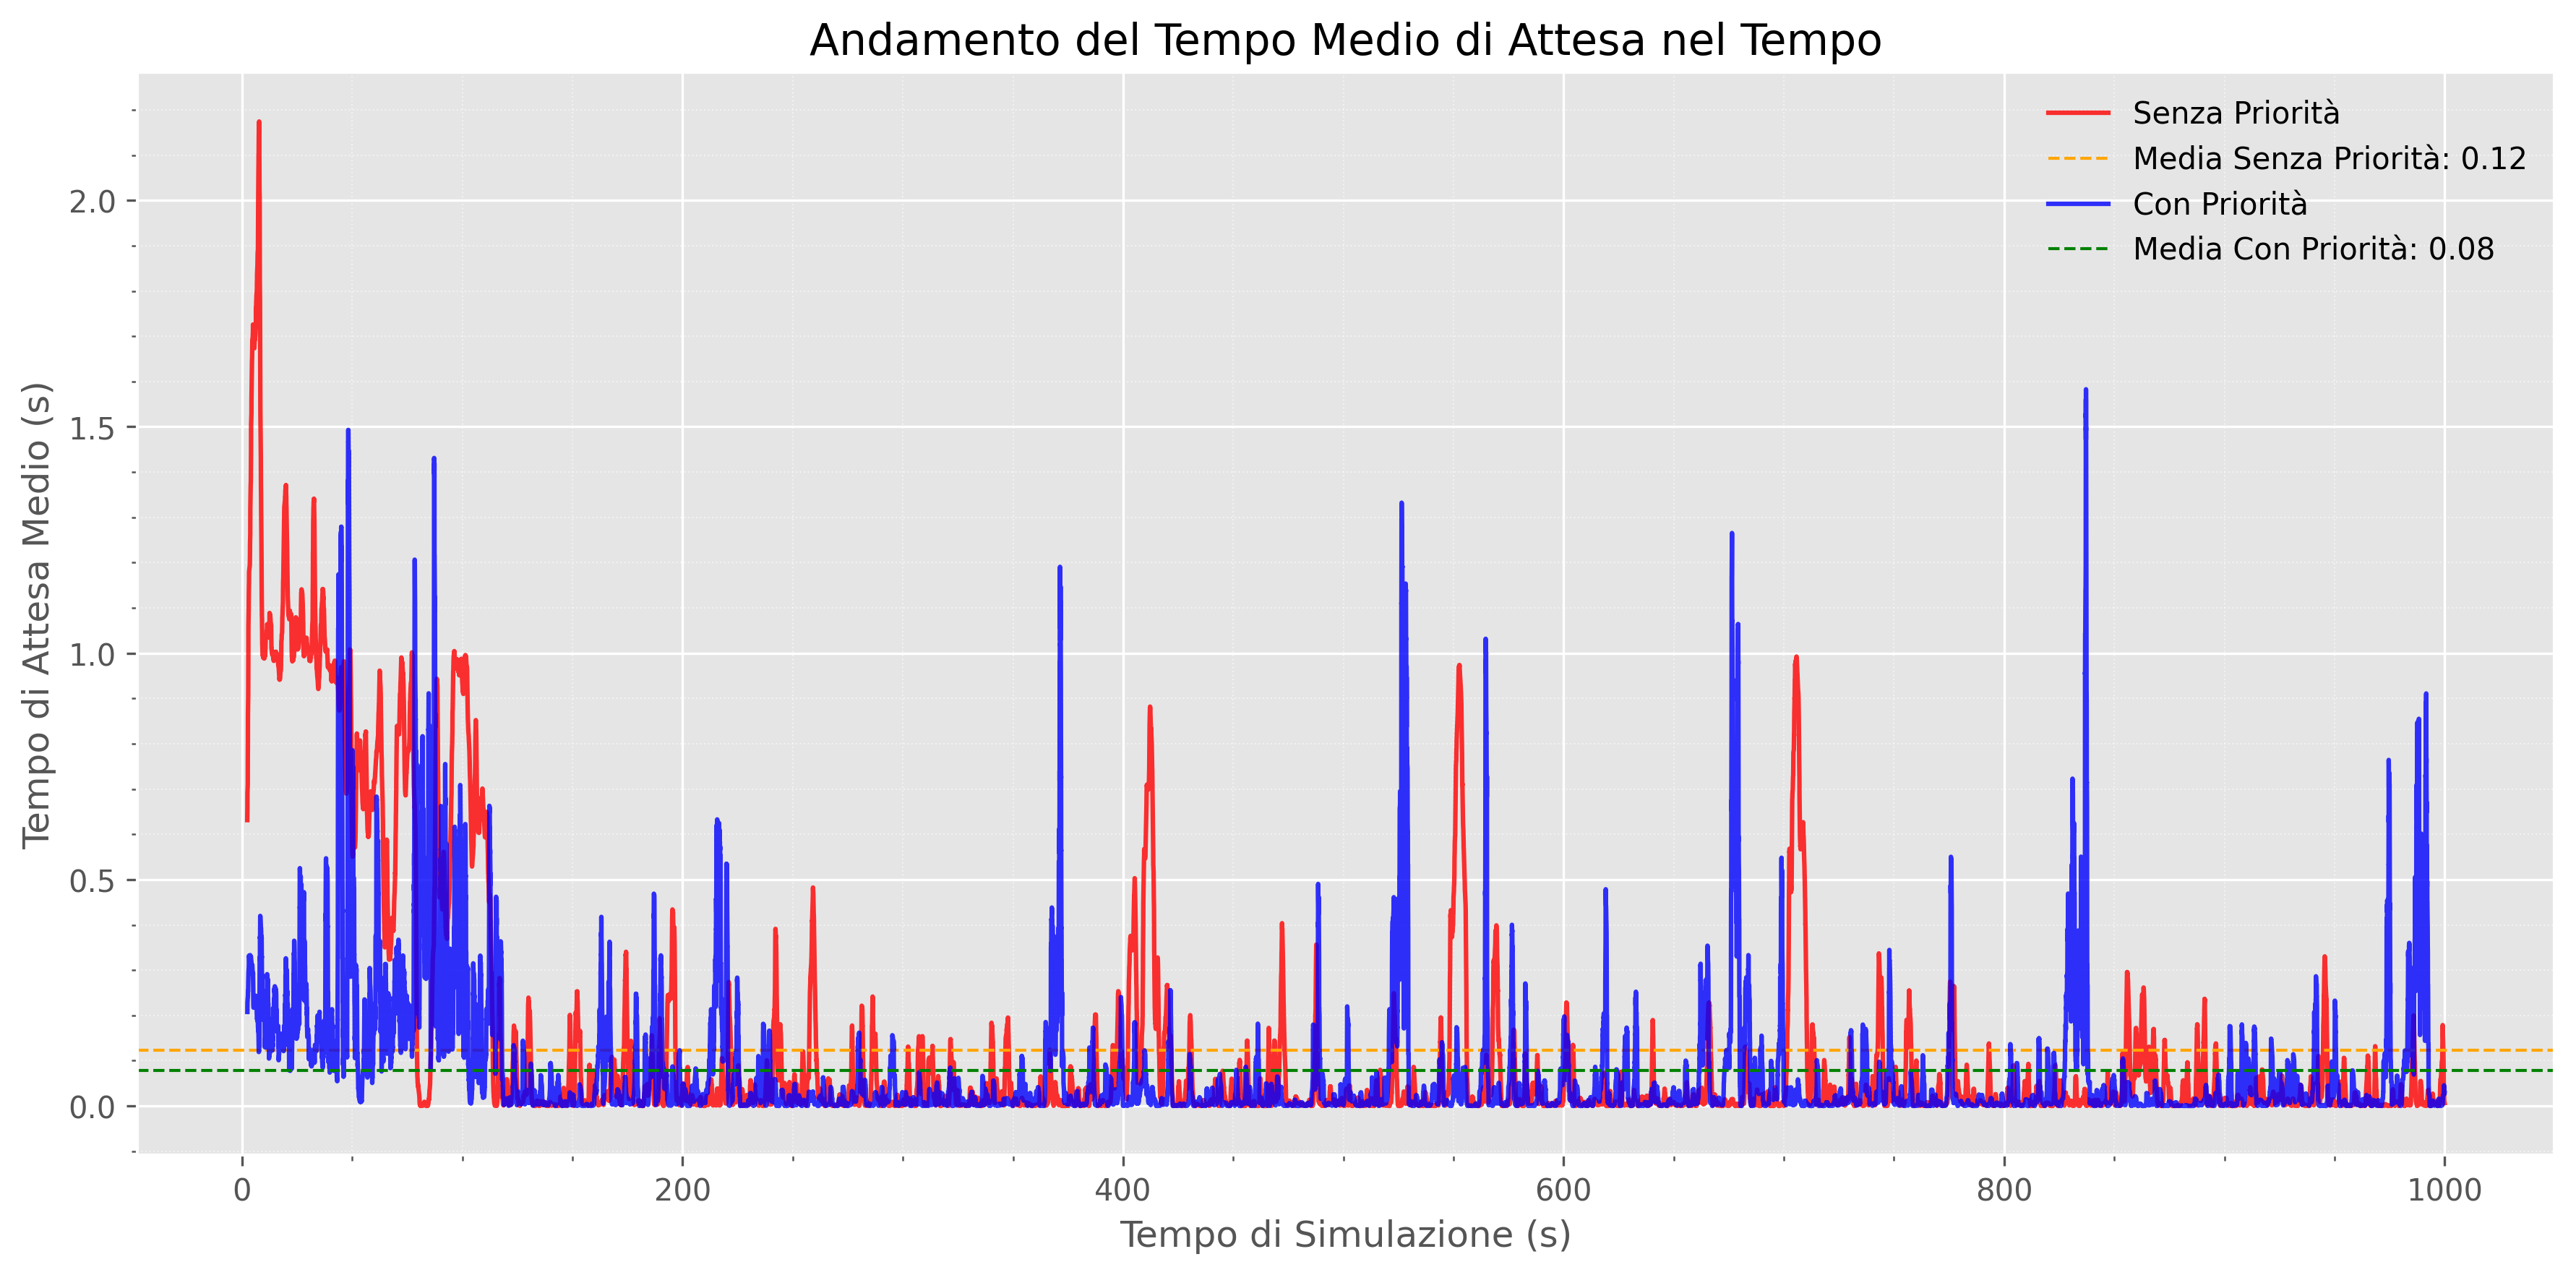 Andamento del Tempo Medio di Attesa nel Tempo
Senza Priorità
Media Senza Priorità: 0.12
Con Priorità
Media Con Priorità: 0.08
Tempo di Attesa Medio (s)
2.0
1.5
1.0
0.5
0.0
0 200 400 600 800 1000
Tempo di Simulazione (s)